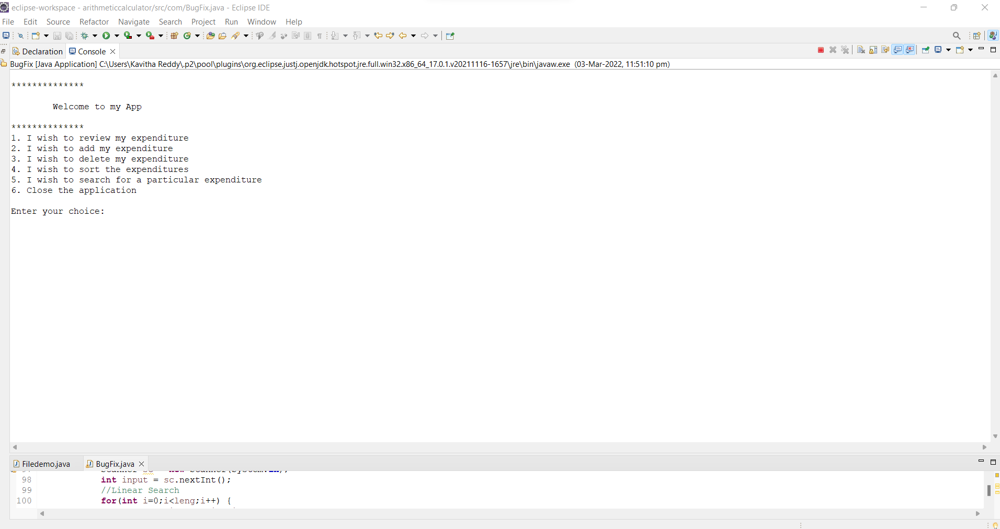 eclipse-workspace - arithmeticcalculator/src/com/BugFix.java - Eclipse IDE
File Edit Source Refactor Navigate Search Project Run Window Help
Declaration Console
BugFix [Java Application] C:\Users\Kavitha Reddy\.p2\pool\plugins\org.eclipse.justj.openjdk.hotspot.jre.full.win32.x86_64_17.0.1.v20211116-1657\jre\bin\javaw.exe (03-Mar-2022, 11:51:10 pm)
**************
Welcome to my App
**************
1. I wish to review my expenditure
2. I wish to add my expenditure
3. I wish to delete my expenditure
4. I wish to sort the expenditures
5. I wish to search for a particular expenditure
6. Close the application
Enter your choice:
Filedemo.java BugFix.java
98 int input = sc.nextInt();
99 //Linear Search
100 for(int i=0;i<leng;i++) {